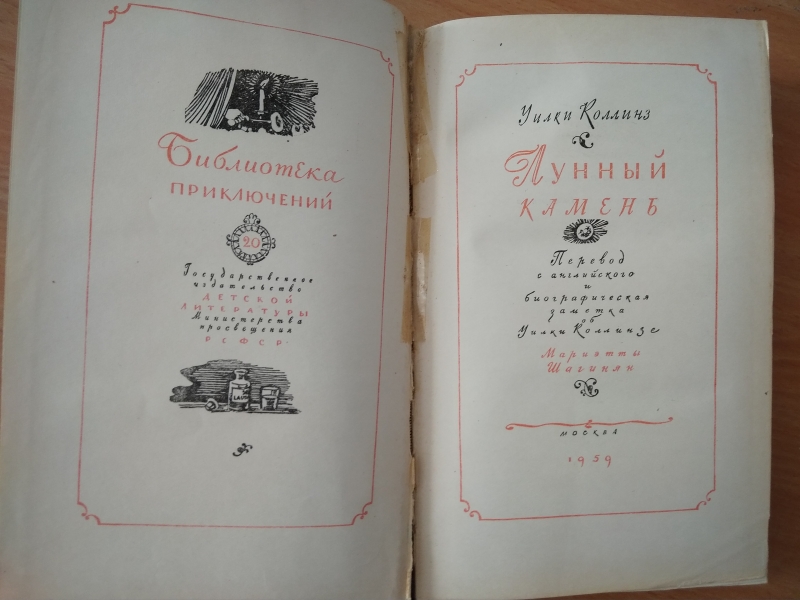 Библиотека
ПРИКЛЮЧЕНИЙ
20
Государственное
издательство
ДЕТСКОЙ
ЛИТЕРАТУРЫ
Министерства
просвещения
РСФСР
Уилки Коллинз
Лунный
КАМЕНЬ
Перевод
с английского
и
биографическая
заметка
об
Уилки Коллинзе
Мариэтты
Шагинян
МОСКВА
1959